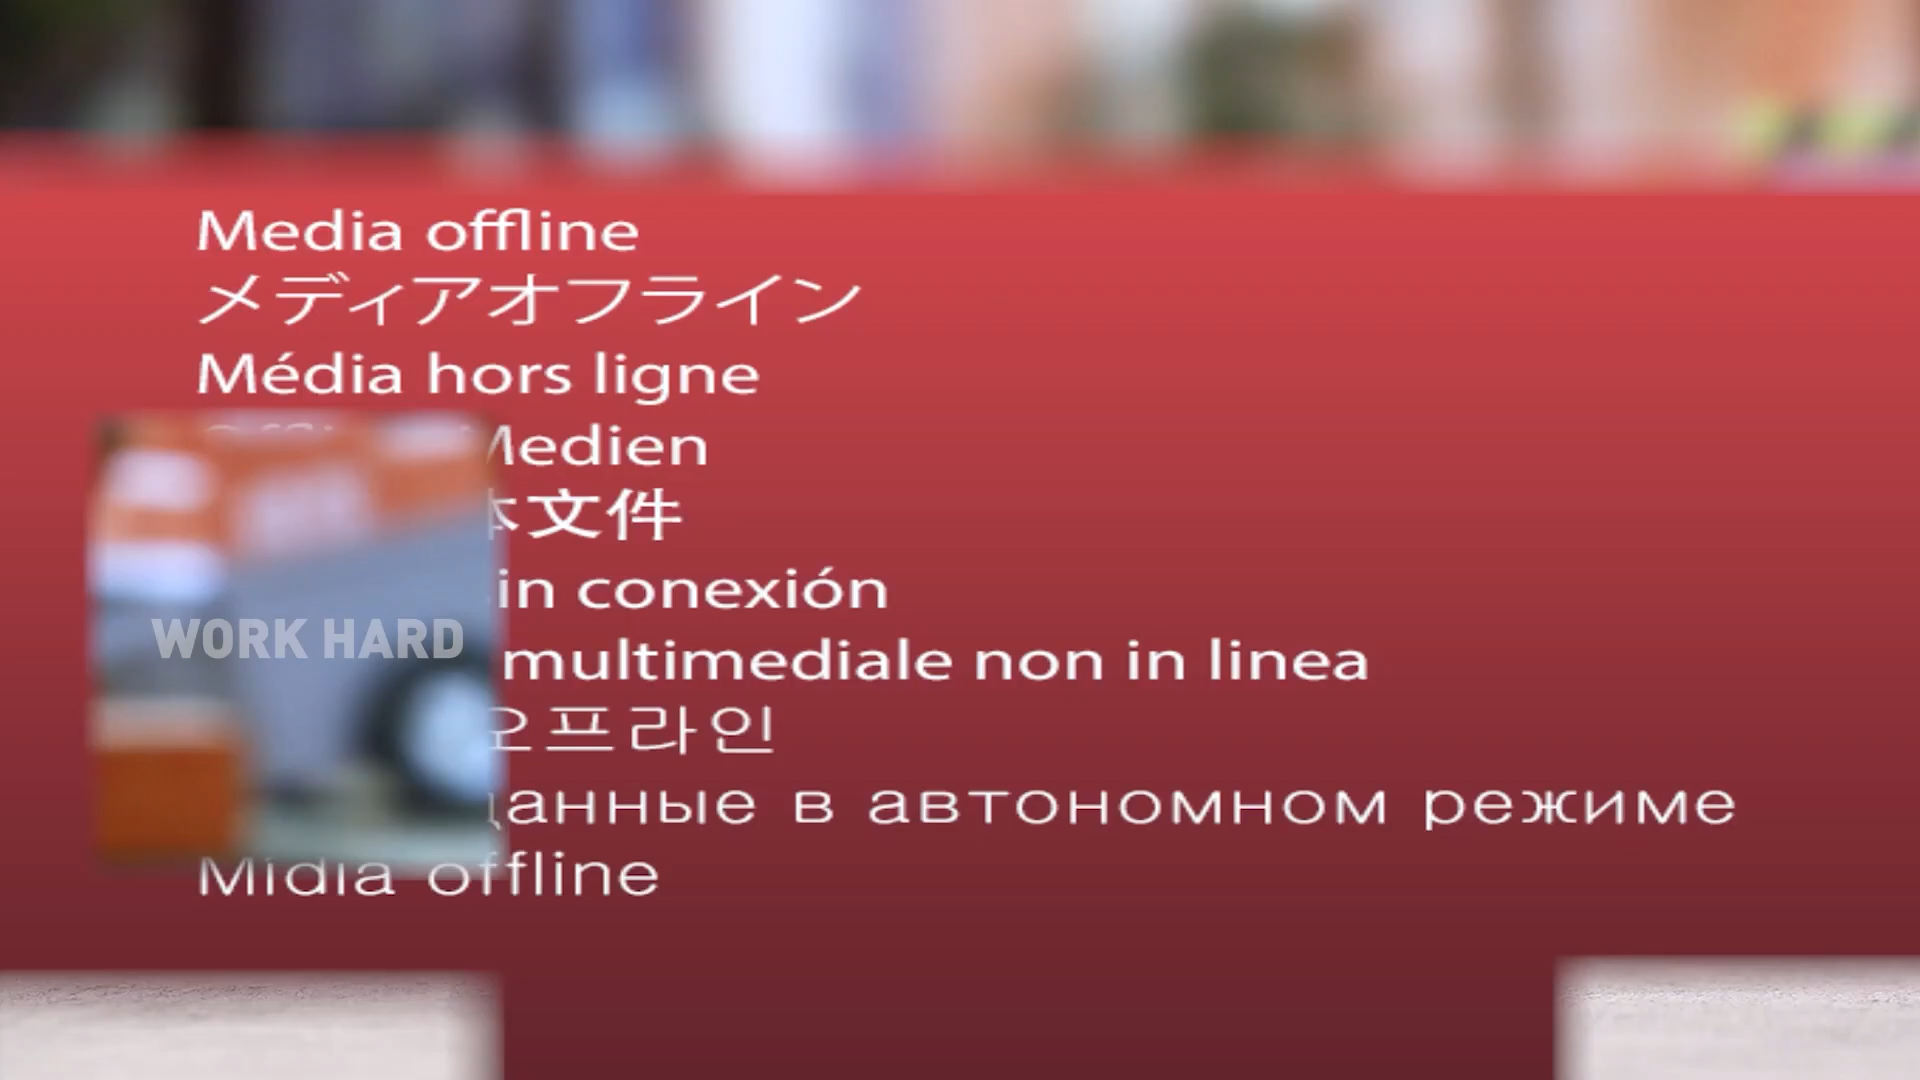 Media offline
メディアオフライン
Média hors ligne
Medien
文件
in conexión
WORK HARD
multimediale non in linea
오프라인
данные в автономном режиме
Mídia offline